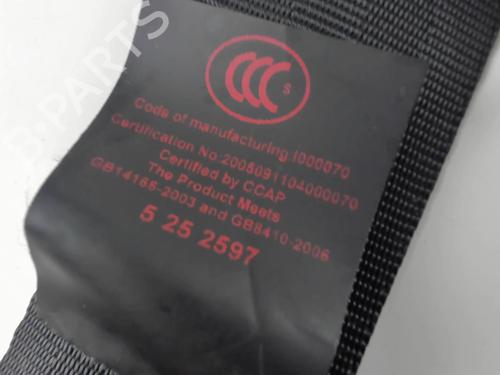 B-PARTS
CCC S
Code of manufacturing:I000070
Certification No:2005091104000070
Certified by CCAP
The Product Meets
GB14166-2003 and GB8410-2006
5 25 2597